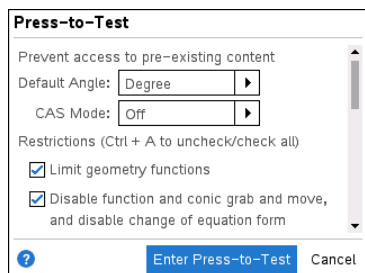 Press-to-Test
Prevent access to pre-existing content
Default Angle: Degree
CAS Mode: Off
Restrictions (Ctrl + A to uncheck/check all)
Limit geometry functions
Disable function and conic grab and move,
and disable change of equation form
? Enter Press-to-Test Cancel